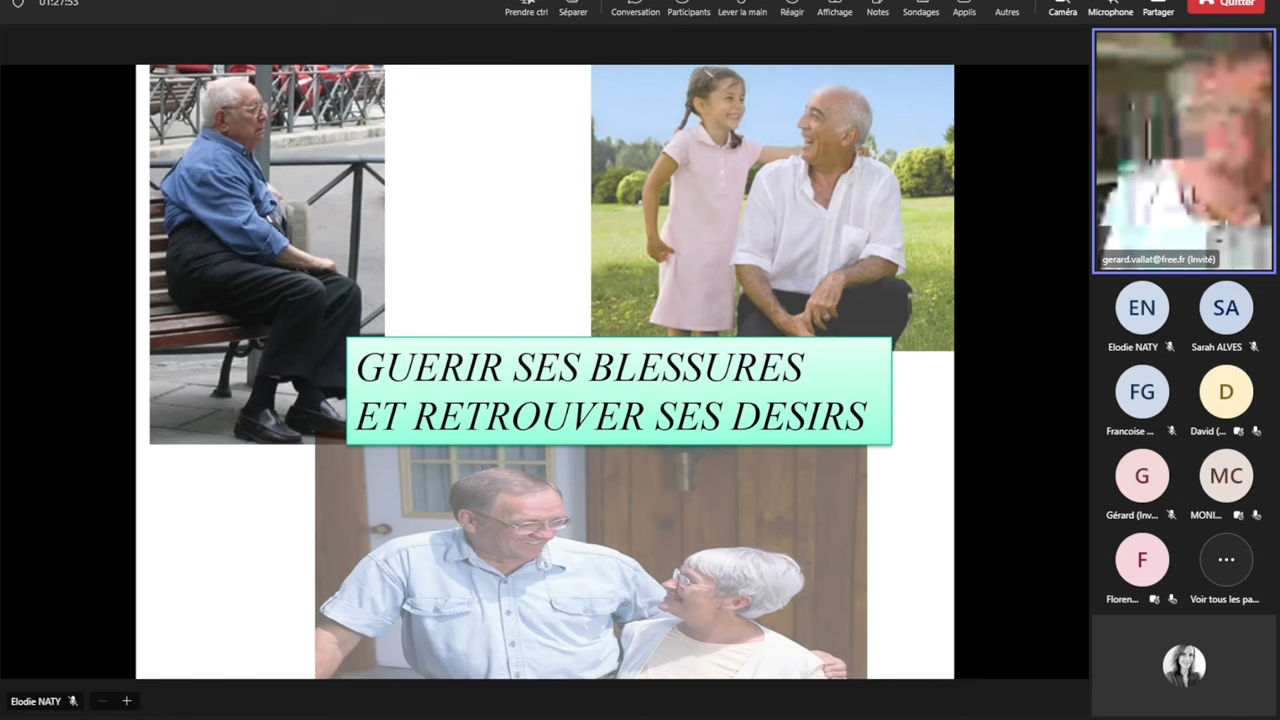 01:27:53
Prendre ctrl
Séparer
Conversation
Participants
Lever la main
Réagir
Affichage
Notes
Sondages
Applis
Autres
Caméra
Microphone
Partager
Quitter
gerard.vallat@free.fr (Invité)
EN
SA
Elodie NATY
Sarah ALVES
FG
D
Francoise ...
David (...
G
MC
Gérard (Inv...
MONI...
F
Floren...
Voir tous les pa...
GUERIR SES BLESSURES
ET RETROUVER SES DESIRS
Elodie NATY